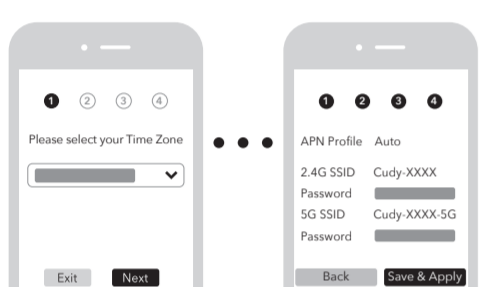 1 2 3 4
Please select your Time Zone
Exit Next
1 2 3 4
APN Profile Auto
2.4G SSID Cudy-XXXX
Password
5G SSID Cudy-XXXX-5G
Password
Back Save & Apply